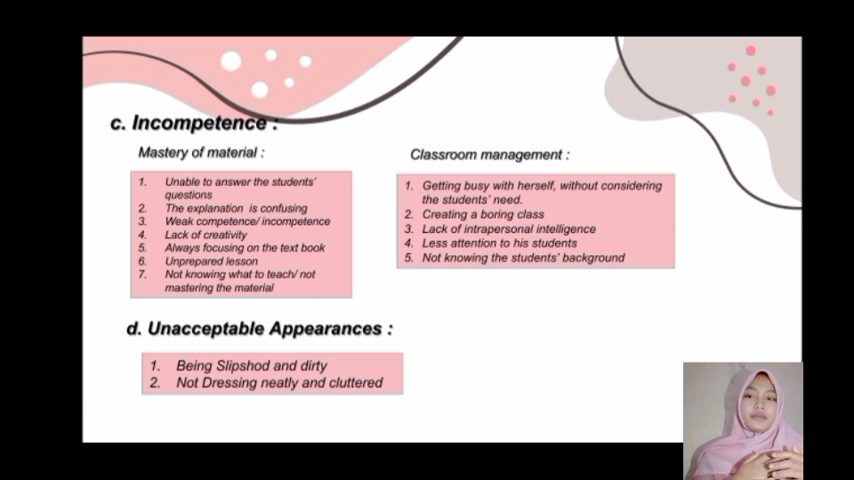 c. Incompetence :
Mastery of material :
1. Unable to answer the students'
questions
2. The explanation is confusing
3. Weak competence/ incompetence
4. Lack of creativity
5. Always focusing on the text book
6. Unprepared lesson
7. Not knowing what to teach/ not
mastering the material
Classroom management :
1. Getting busy with herself, without considering
the students' need.
2. Creating a boring class
3. Lack of intrapersonal intelligence
4. Less attention to his students
5. Not knowing the students' background
d. Unacceptable Appearances :
1. Being Slipshod and dirty
2. Not Dressing neatly and cluttered